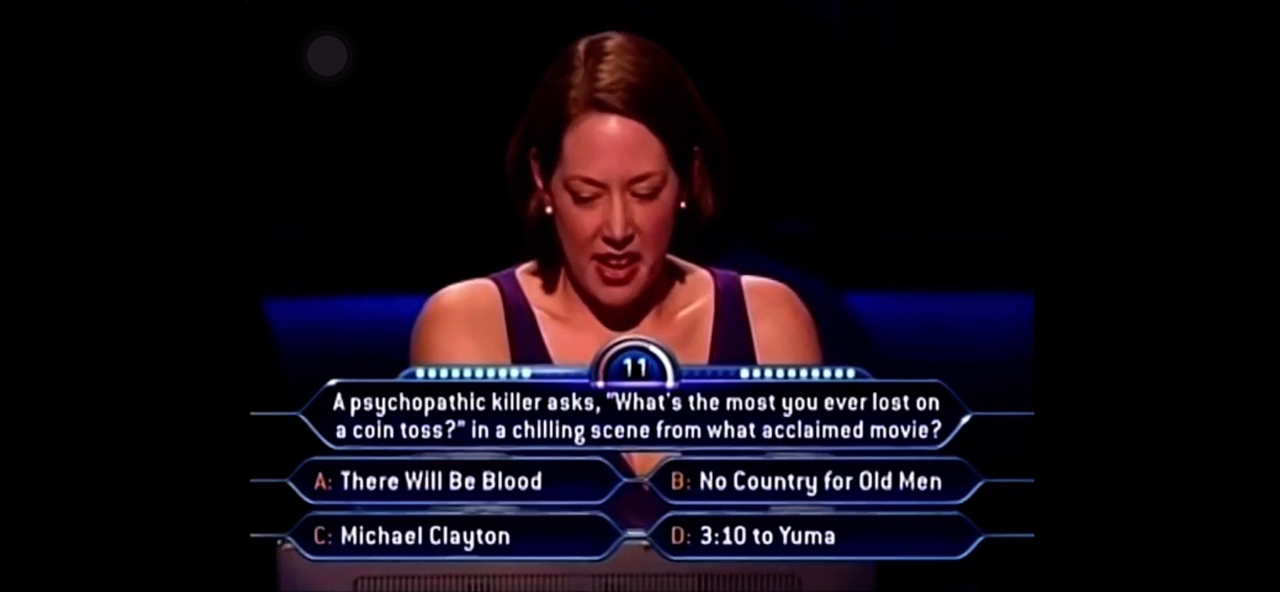 11
A psychopathic killer asks, "What's the most you ever lost on
a coin toss?" in a chilling scene from what acclaimed movie?
A: There Will Be Blood
B: No Country for Old Men
C: Michael Clayton
D: 3:10 to Yuma